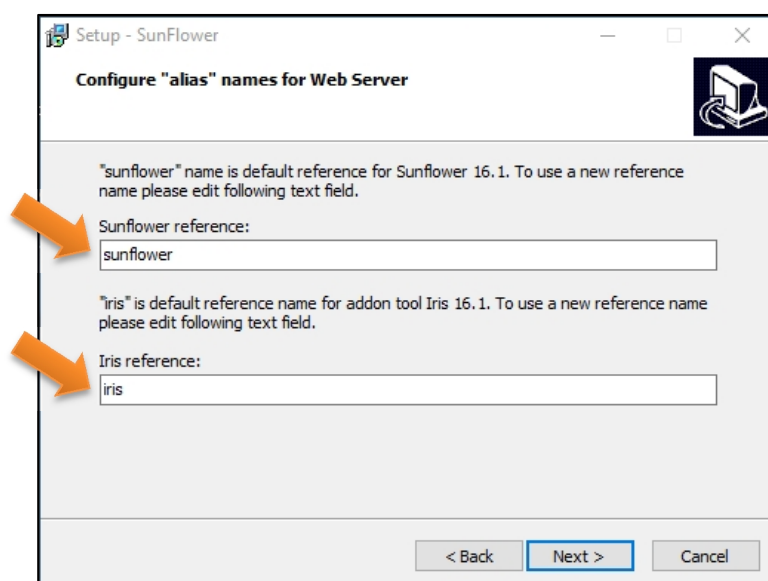 Setup - SunFlower
Configure "alias" names for Web Server
"sunflower" name is default reference for Sunflower 16.1. To use a new reference
name please edit following text field.
Sunflower reference:
sunflower
"iris" is default reference name for addon tool Iris 16.1. To use a new reference name
please edit following text field.
Iris reference:
iris
< Back
Next >
Cancel